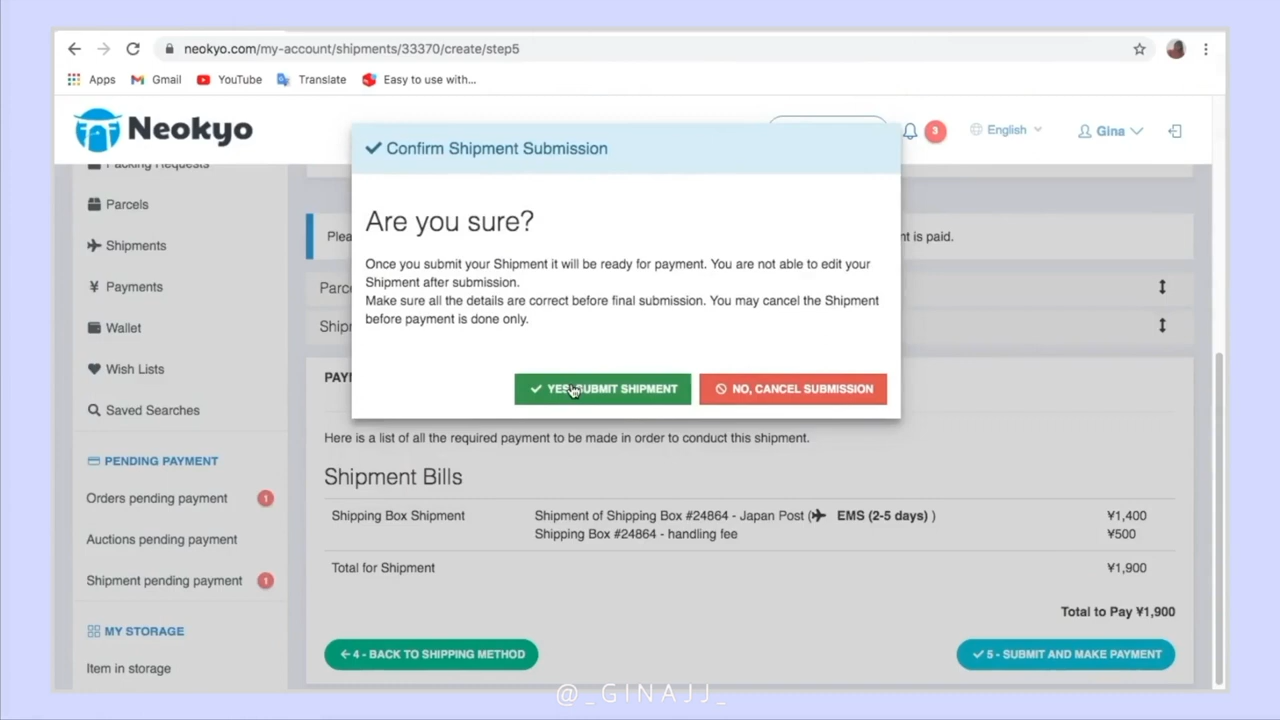 neokyo.com/my-account/shipments/33370/create/step5
Apps Gmail YouTube Translate Easy to use with...
Neokyo
3 English Gina
Packing Requests
Parcels
Shipments
Payments
Wallet
Wish Lists
Saved Searches
PENDING PAYMENT
Orders pending payment 1
Auctions pending payment
Shipment pending payment 1
MY STORAGE
Item in storage
Confirm Shipment Submission
Are you sure?
Once you submit your Shipment it will be ready for payment. You are not able to edit your
Shipment after submission.
Make sure all the details are correct before final submission. You may cancel the Shipment
before payment is done only.
SUBMIT SHIPMENT NO, CANCEL SUBMISSION
is paid.
Here is a list of all the required payment to be made in order to conduct this shipment.
Shipment Bills
Shipping Box Shipment Shipment of Shipping Box #24864 - Japan Post ( EMS (2-5 days) ) ¥1,400
Shipping Box #24864 - handling fee ¥500
Total for Shipment ¥1,900
Total to Pay ¥1,900
4 - BACK TO SHIPPING METHOD 5 - SUBMIT AND MAKE PAYMENT
@_GINAJJ_